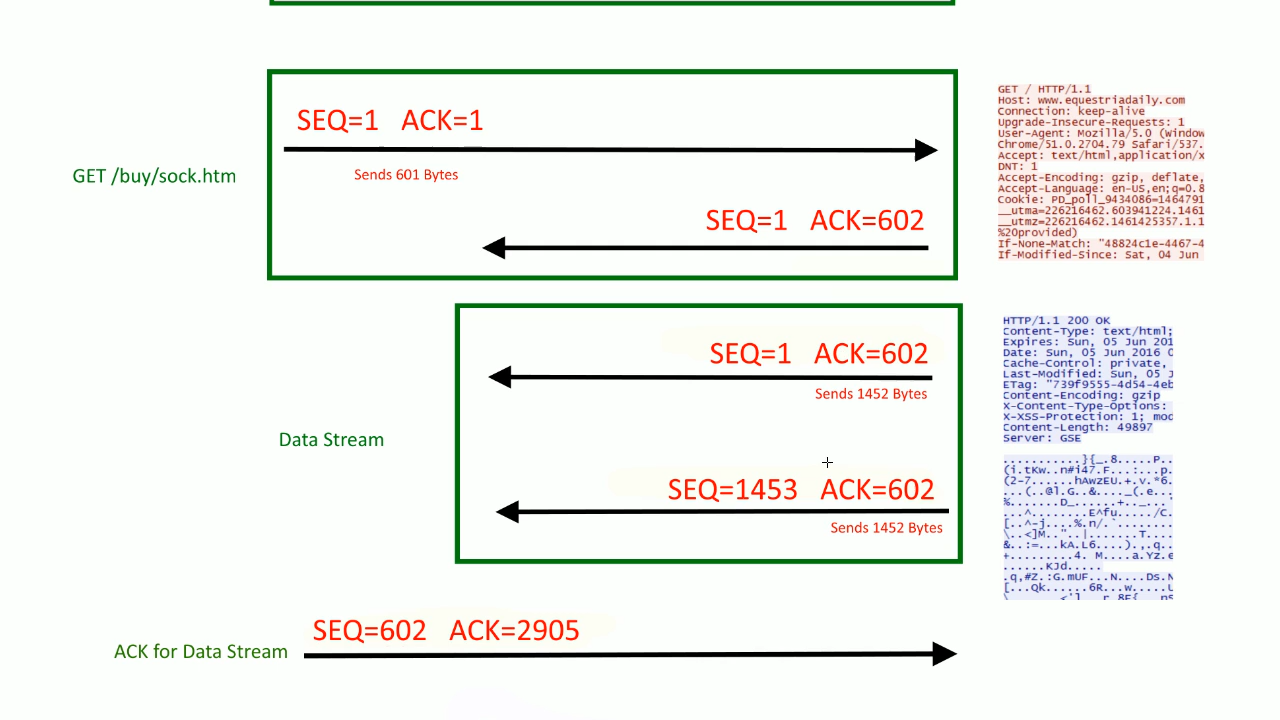 SEQ=1 ACK=1
Sends 601 Bytes
GET /buy/sock.htm
SEQ=1 ACK=602
GET / HTTP/1.1
Host: www.equestriadaily.com
Connection: keep-alive
Upgrade-Insecure-Requests: 1
User-Agent: Mozilla/5.0 (Window
Chrome/51.0.2704.79 Safari/537.
Accept: text/html,application/x
DNT: 1
Accept-Encoding: gzip, deflate,
Accept-Language: en-US,en;q=0.8
Cookie: PD_poll_9434086=1464791
__utma=226216462.603941224.1461
__utmz=226216462.1461425357.1.1
%20provided)
If-None-Match: "48824c1e-4467-4
If-Modified-Since: Sat, 04 Jun
SEQ=1 ACK=602
Sends 1452 Bytes
Data Stream
SEQ=1453 ACK=602
Sends 1452 Bytes
HTTP/1.1 200 OK
Content-Type: text/html;
Expires: Sun, 05 Jun 201
Date: Sun, 05 Jun 2016 0
Cache-Control: private,
Last-Modified: Sun, 05 J
ETag: "739f9555-4d54-4eb
Content-Encoding: gzip
X-Content-Type-Options:
X-XSS-Protection: 1; mod
Content-Length: 49897
Server: GSE
SEQ=602 ACK=2905
ACK for Data Stream